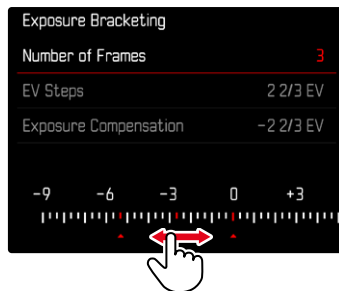 Exposure Bracketing
Number of Frames 3
EV Steps 2 2/3 EV
Exposure Compensation -2 2/3 EV
-9 -6 -3 0 +3